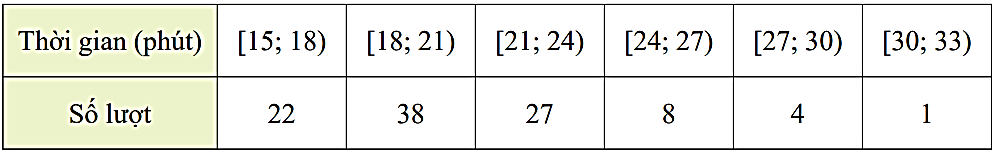 Thời gian (phút) [15; 18) [18; 21) [21; 24) [24; 27) [27; 30) [30; 33)
Số lượt 22 38 27 8 4 1